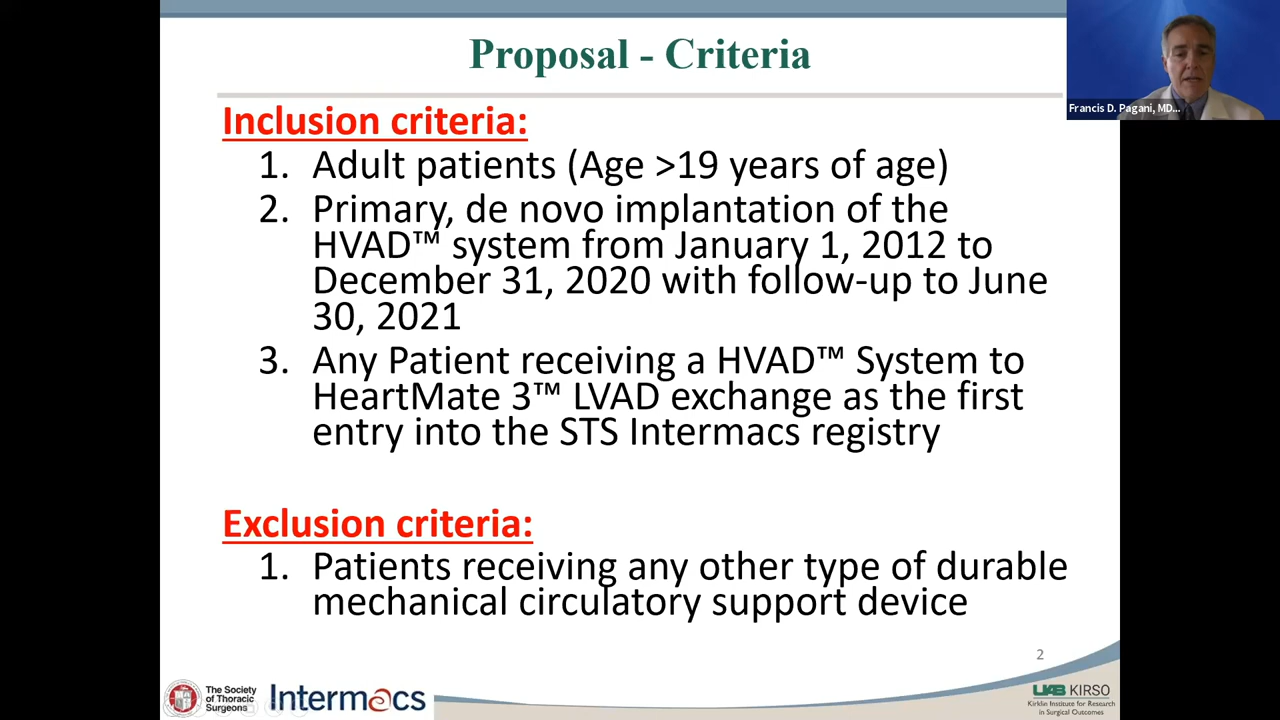 Proposal - Criteria
Francis D. Pagani, MD...
Inclusion criteria:
1. Adult patients (Age >19 years of age)
2. Primary, de novo implantation of the
HVAD™ system from January 1, 2012 to
December 31, 2020 with follow-up to June
30, 2021
3. Any Patient receiving a HVAD™ System to
HeartMate 3™ LVAD exchange as the first
entry into the STS Intermacs registry
Exclusion criteria:
1. Patients receiving any other type of durable
mechanical circulatory support device
2
The Society
of Thoracic
Surgeons
Intermacs
UAB KIRSO
Kirklin Institute for Research
in Surgical Outcomes